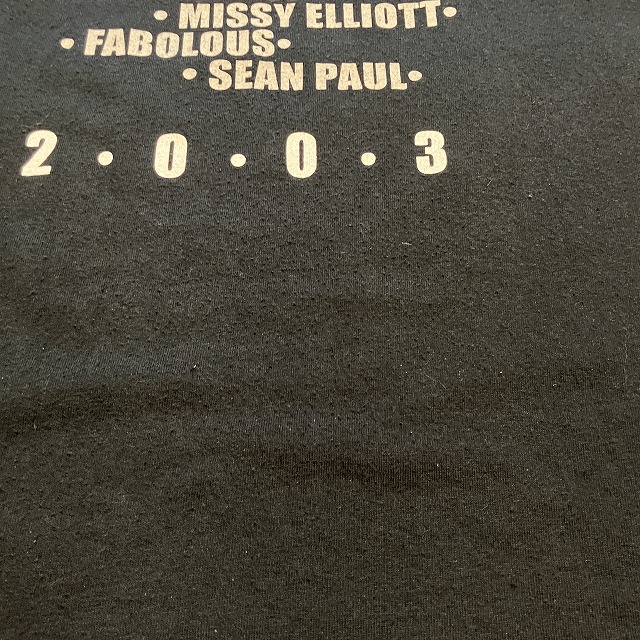 • MISSY ELLIOTT •
• FABOLOUS •
• SEAN PAUL •
2 • 0 • 0 • 3